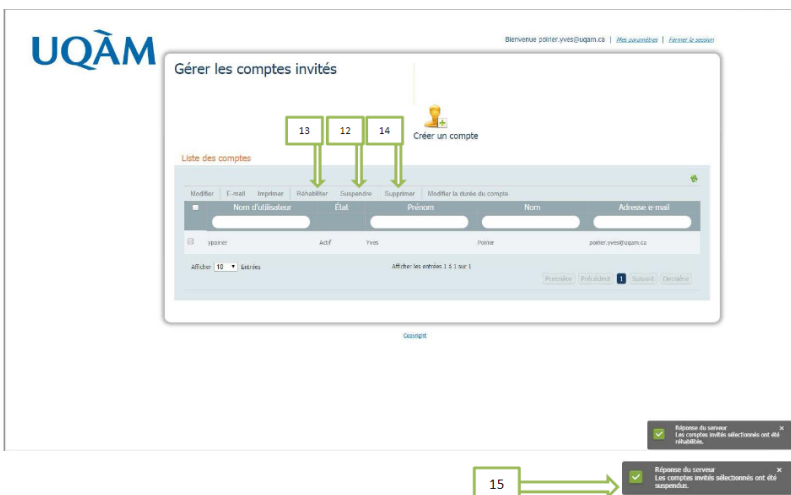 Bienvenue poirier.yves@uqam.ca | Mes paramètres | Fermer la session
UQÀM
Gérer les comptes invités
13 12 14
Créer un compte
Liste des comptes
Modifier E-mail Imprimer Réhabiliter Suspendre Supprimer Modifier la durée du compte
Nom d'utilisateur État Prénom Nom Adresse e-mail
ypoirier Actif Yves Poirier poirier.yves@uqam.ca
Afficher 10 Entrées Afficher les entrées 1 à 1 sur 1
Première Précédent 1 Suivant Dernière
Copyright
Réponse du serveur x
Les comptes invités sélectionnés ont été
réhabilités.
15
Réponse du serveur x
Les comptes invités sélectionnés ont été
suspendus.